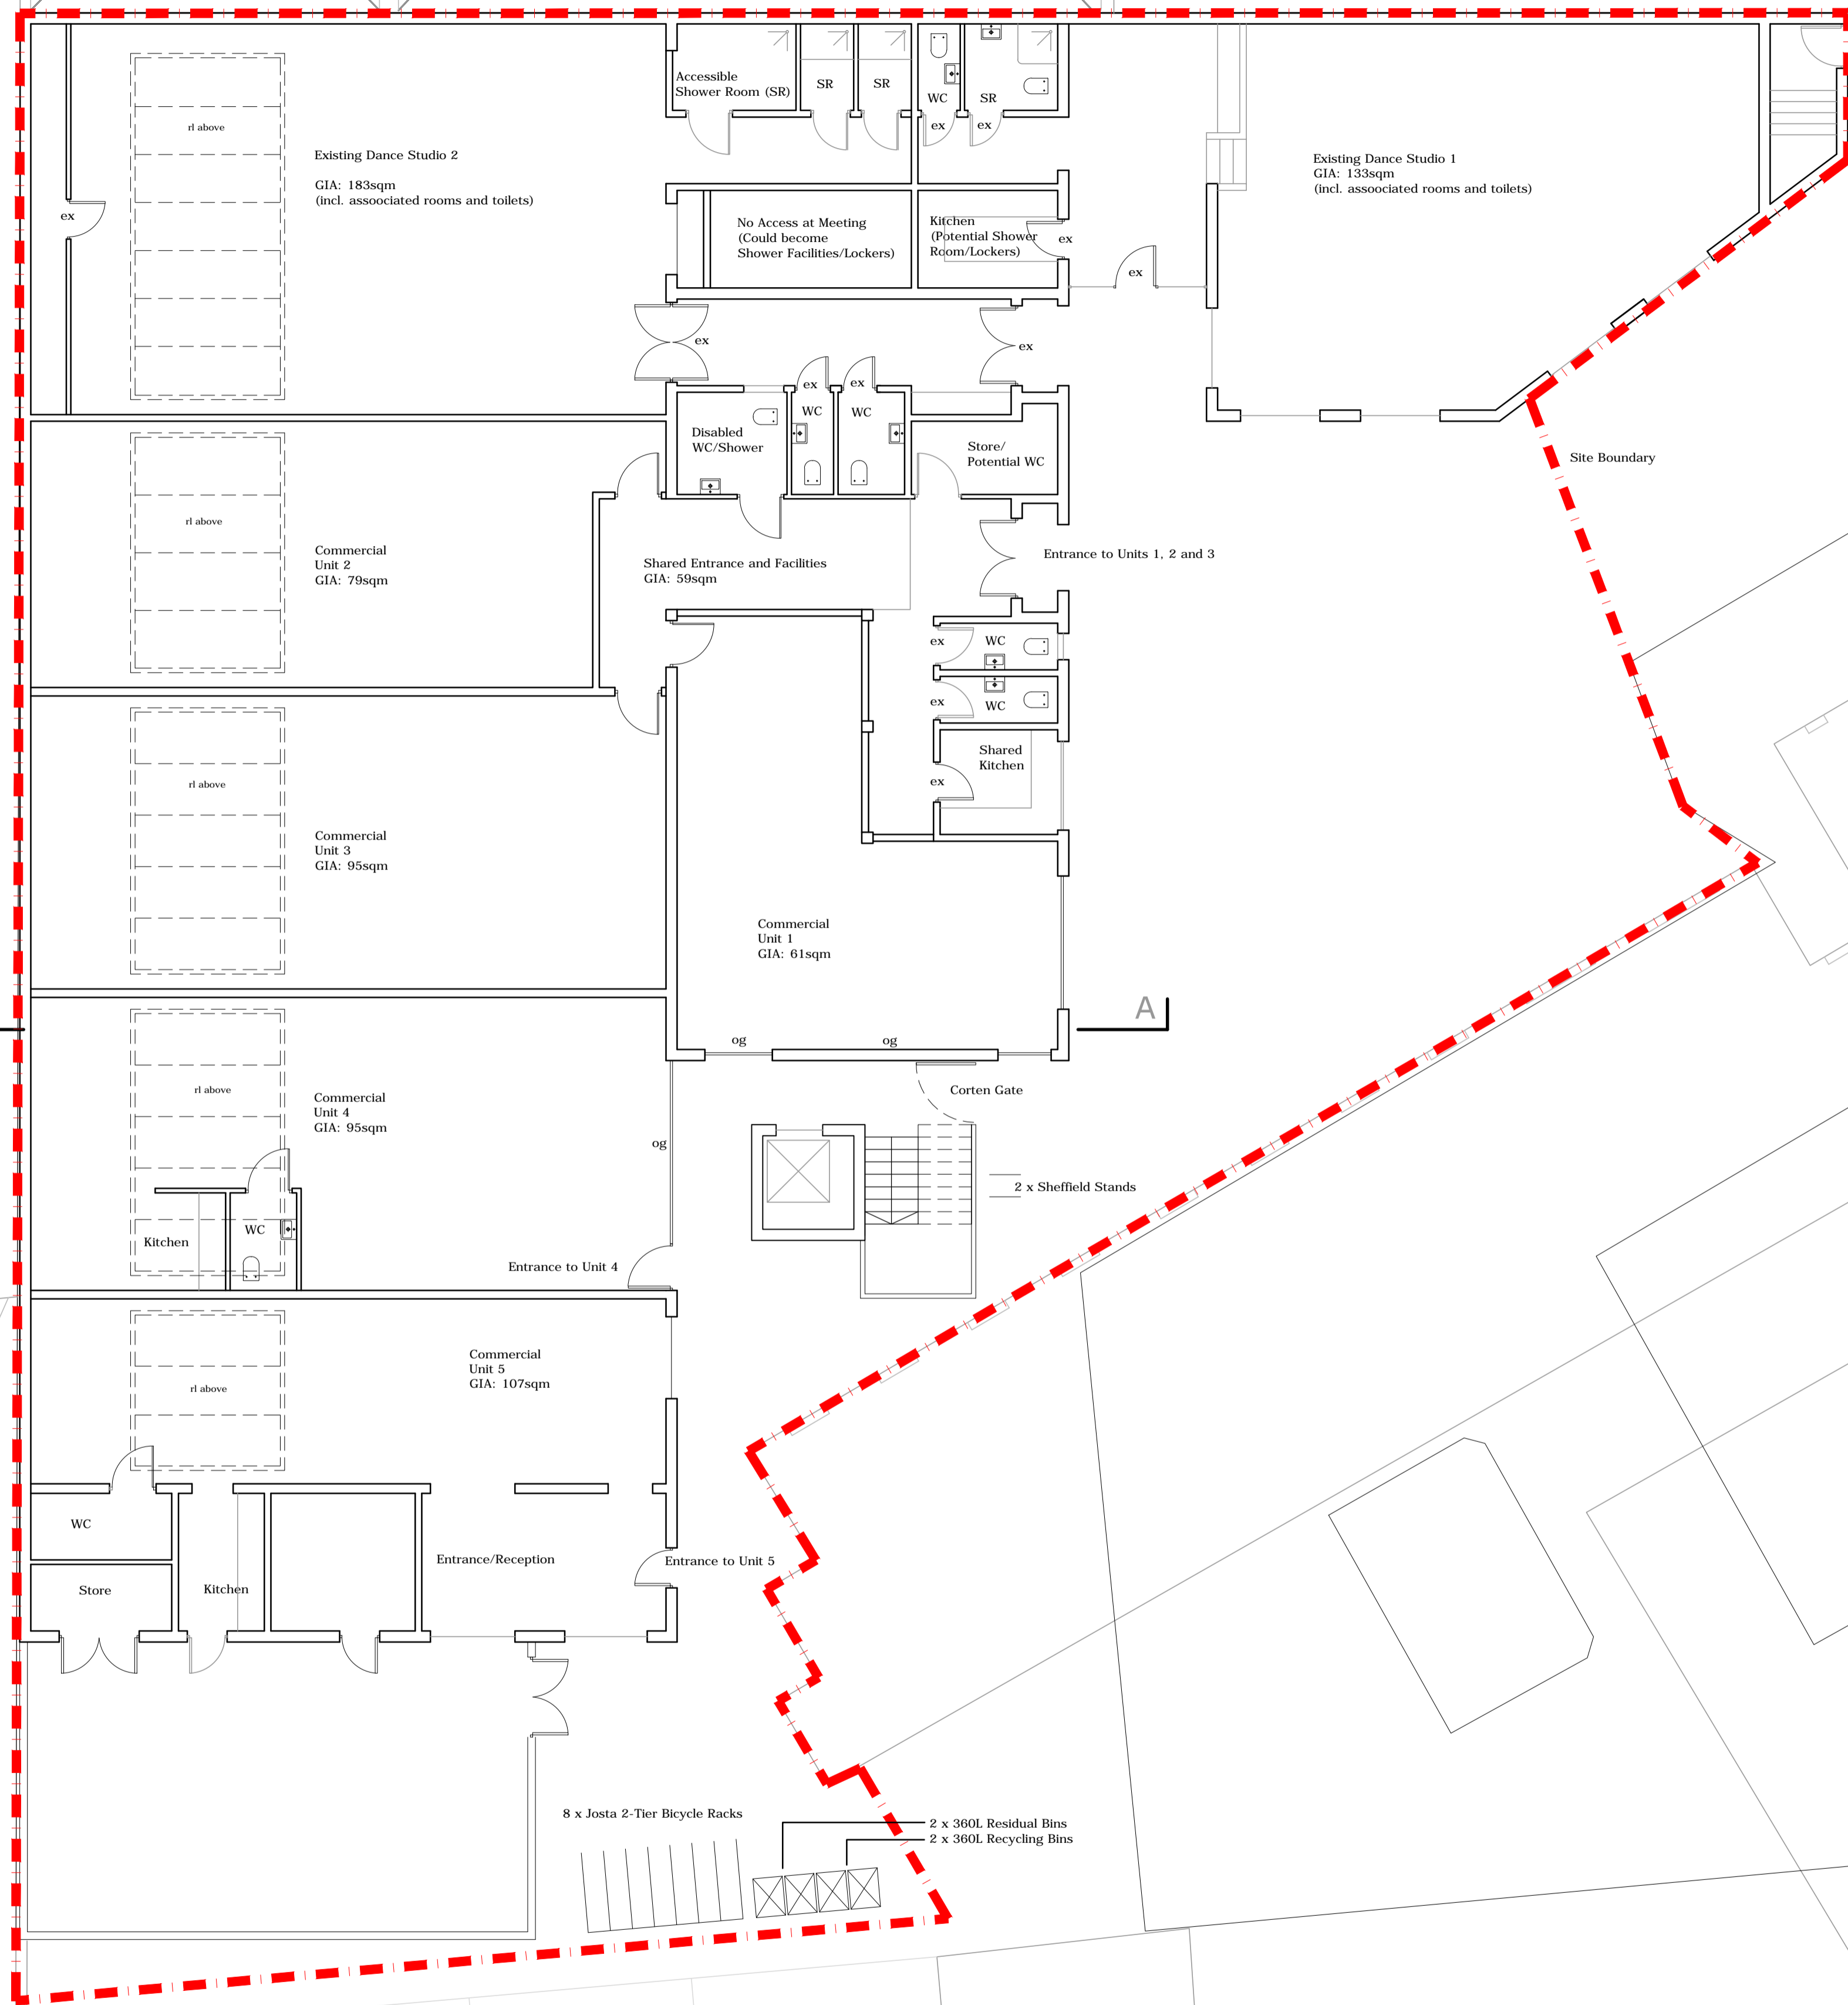 Accessible
Shower Room (SR)
SR
SR
WC
SR
ex
ex
rl above
Existing Dance Studio 2
GIA: 183sqm
(incl. assoociated rooms and toilets)
Existing Dance Studio 1
GIA: 133sqm
(incl. assoociated rooms and toilets)
ex
No Access at Meeting
(Could become
Shower Facilities/Lockers)
Kitchen
(Potential Shower
Room/Lockers)
ex
ex
ex
ex
ex
ex
WC
WC
Disabled
WC/Shower
Store/
Potential WC
Site Boundary
rl above
Commercial
Unit 2
GIA: 79sqm
Shared Entrance and Facilities
GIA: 59sqm
Entrance to Units 1, 2 and 3
ex
WC
ex
WC
Shared
Kitchen
ex
rl above
Commercial
Unit 3
GIA: 95sqm
Commercial
Unit 1
GIA: 61sqm
A
og
og
Corten Gate
rl above
Commercial
Unit 4
GIA: 95sqm
og
2 x Sheffield Stands
WC
Kitchen
Entrance to Unit 4
Commercial
Unit 5
GIA: 107sqm
rl above
WC
Entrance/Reception
Entrance to Unit 5
Store
Kitchen
8 x Josta 2-Tier Bicycle Racks
2 x 360L Residual Bins
2 x 360L Recycling Bins